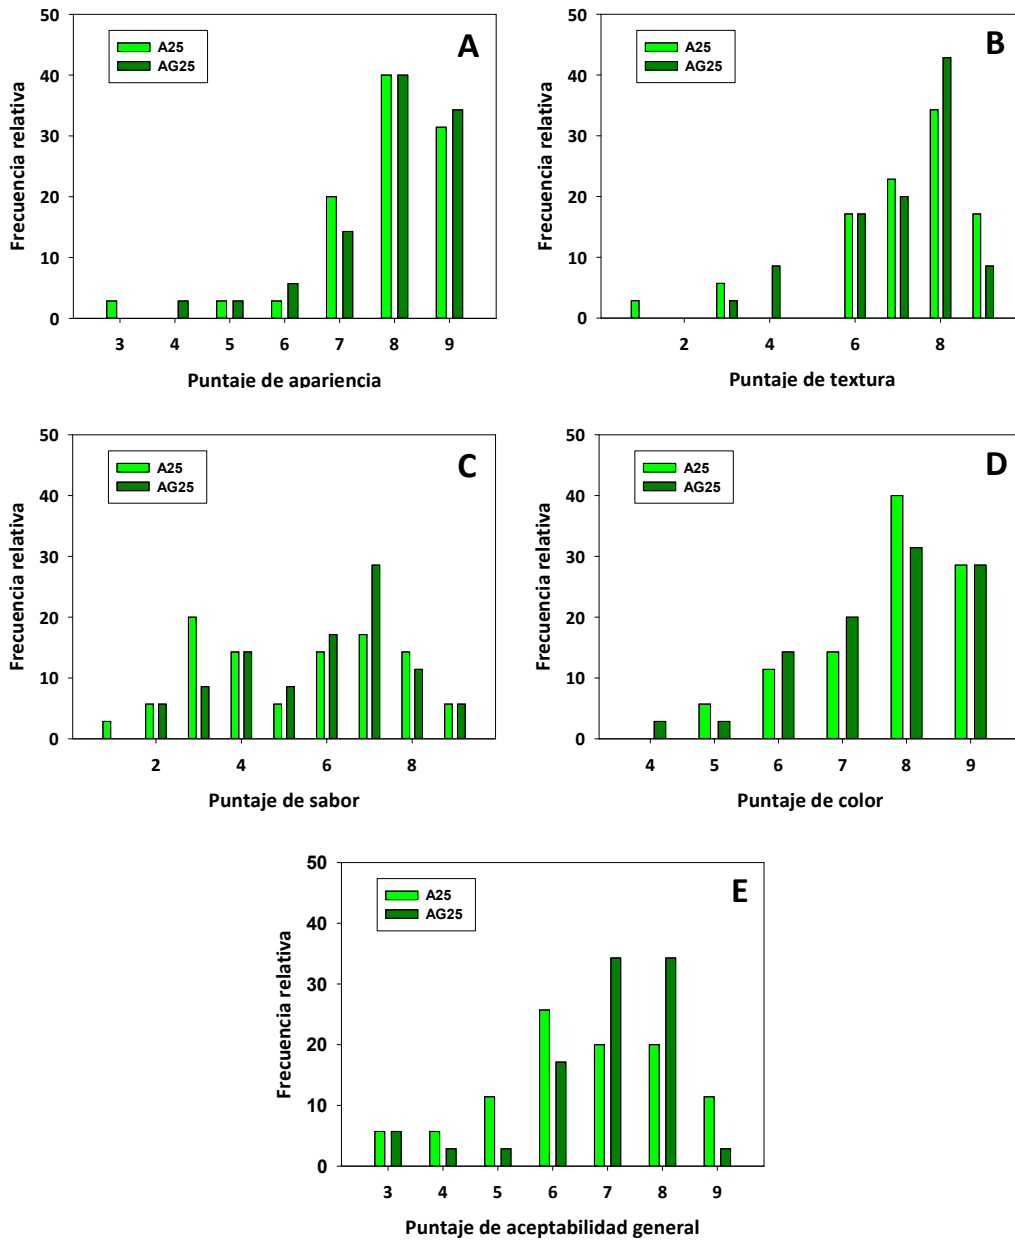 A
A25
AG25
Frecuencia relativa
50
40
30
20
10
0
3 4 5 6 7 8 9
Puntaje de apariencia
B
A25
AG25
Frecuencia relativa
50
40
30
20
10
0
2 4 6 8
Puntaje de textura
C
A25
AG25
Frecuencia relativa
50
40
30
20
10
0
2 4 6 8
Puntaje de sabor
D
A25
AG25
Frecuencia relativa
50
40
30
20
10
0
4 5 6 7 8 9
Puntaje de color
E
A25
AG25
Frecuencia relativa
50
40
30
20
10
0
3 4 5 6 7 8 9
Puntaje de aceptabilidad general